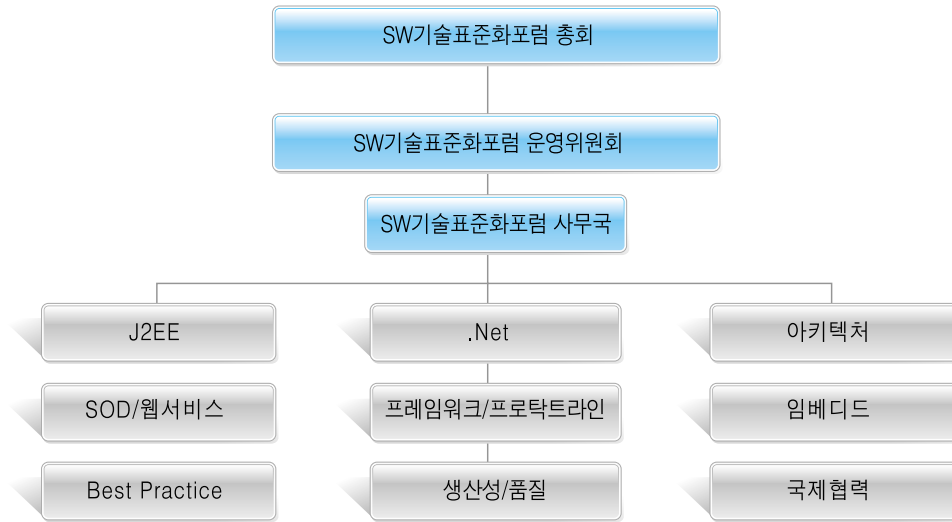 SW기술표준화포럼 총회
SW기술표준화포럼 운영위원회
SW기술표준화포럼 사무국
J2EE
.Net
아키텍처
SOD/웹서비스
프레임워크/프로탁트라인
임베디드
Best Practice
생산성/품질
국제협력